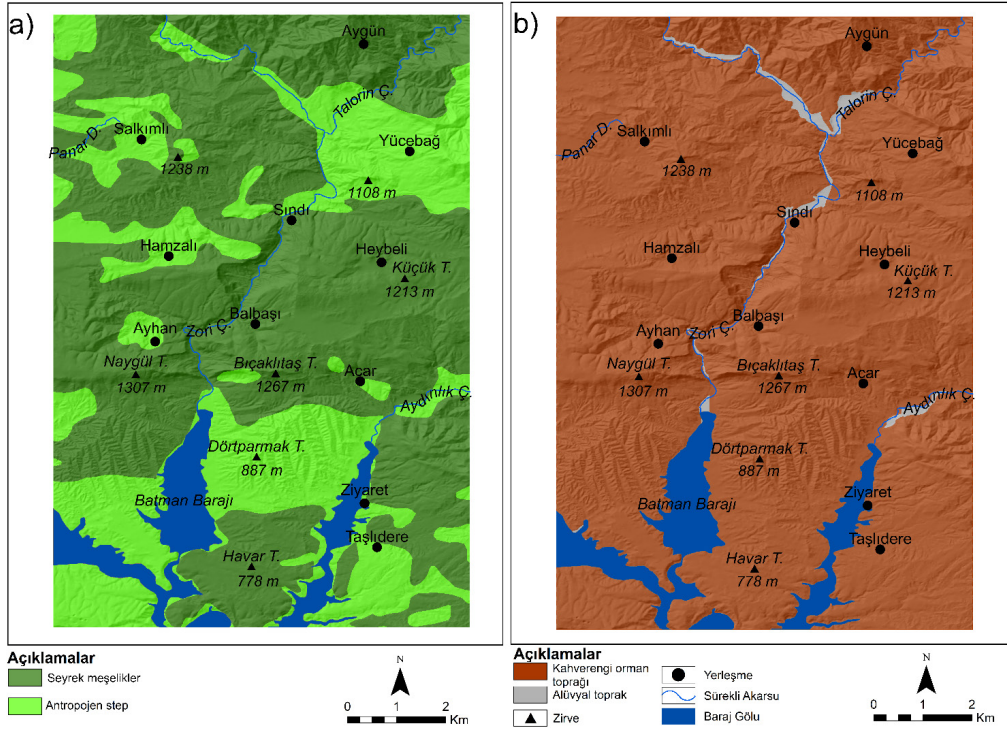 a)
Aygün
Talorin Ç.
Salkımlı
Panar D.
1238 m
Yücebağ
1108 m
Sındı
Hamzalı
Heybeli
Küçük T.
1213 m
Balbaşı
Zori Ç.
Ayhan
Naygül T.
1307 m
Bıçaklıtaş T.
1267 m
Acar
Aydınlık Ç.
Dörtparmak T.
887 m
Ziyaret
Batman Barajı
Taşlıdere
Havar T.
778 m
Açıklamalar
Seyrek meşelikler
Antropojen step
N
0 1 2
Km
b)
Aygün
Talorin Ç.
Salkımlı
Panar D.
1238 m
Yücebağ
1108 m
Sındı
Hamzalı
Heybeli
Küçük T.
1213 m
Balbaşı
Zori Ç.
Ayhan
Naygül T.
1307 m
Bıçaklıtaş T.
1267 m
Acar
Aydınlık Ç.
Dörtparmak T.
887 m
Ziyaret
Batman Barajı
Taşlıdere
Havar T.
778 m
Açıklamalar
Kahverengi orman
toprağı
Alüvyal toprak
Zirve
Yerleşme
Sürekli Akarsu
Baraj Gölu
N
0 1 2
Km